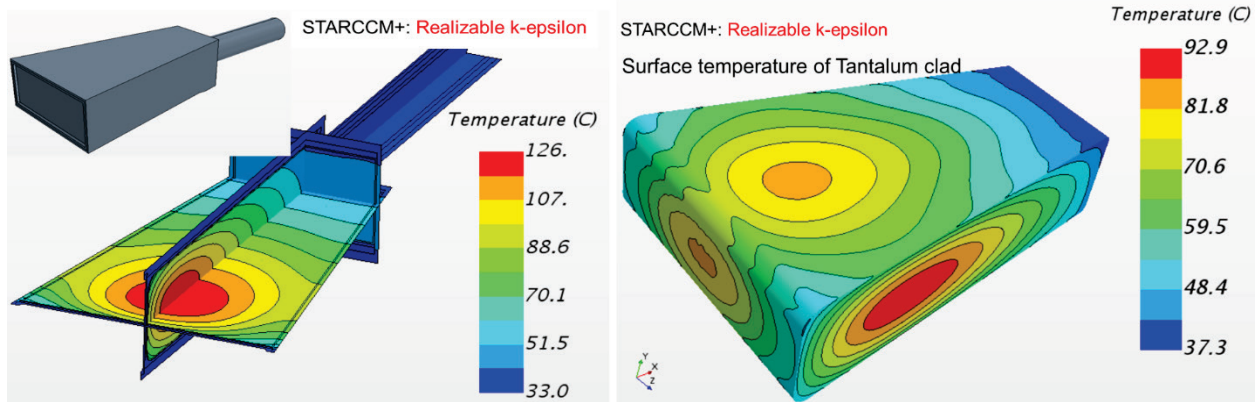 STARCCM+: Realizable k-epsilon
Temperature (C)
126.
107.
88.6
70.1
51.5
33.0
STARCCM+: Realizable k-epsilon
Surface temperature of Tantalum clad
Temperature (C)
92.9
81.8
70.6
59.5
48.4
37.3
Y
X
Z